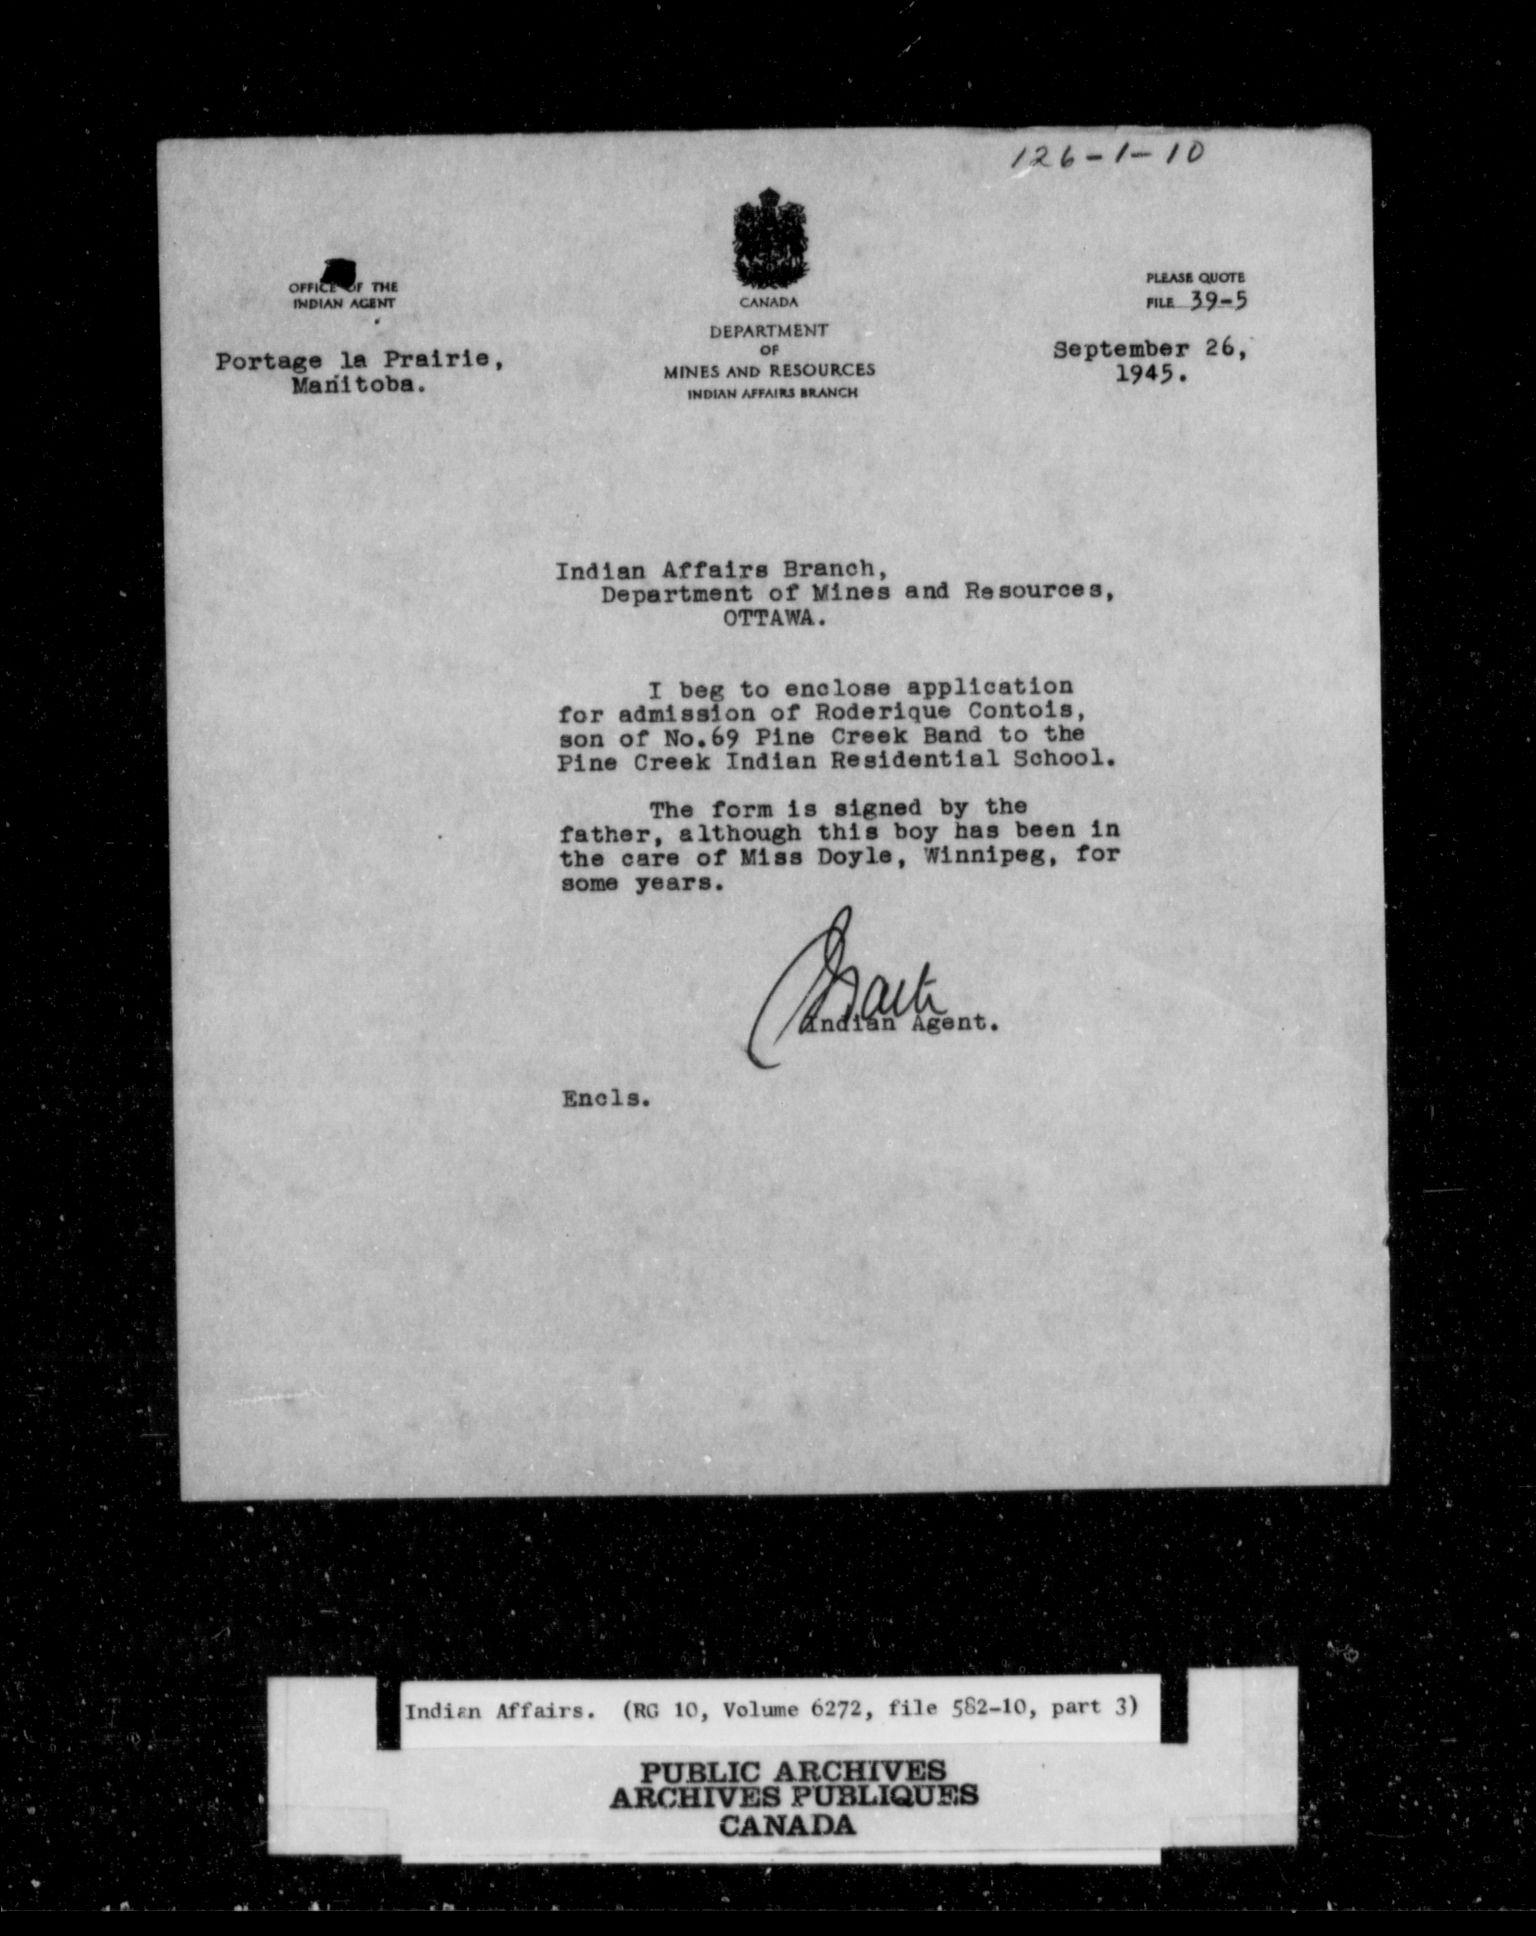 126-1-10
OFFICE OF THE
INDIAN AGENT
Portage la Prairie,
Manitoba.
CANADA
DEPARTMENT
OF
MINES AND RESOURCES
INDIAN AFFAIRS BRANCH
PLEASE QUOTE
FILE 39-5
September 26,
1945.
Indian Affairs Branch,
Department of Mines and Resources,
OTTAWA.
I beg to enclose application
for admission of Roderique Contois,
son of No.69 Pine Creek Band to the
Pine Creek Indian Residential School.
The form is signed by the
father, although this boy has been in
the care of Miss Doyle, Winnipeg, for
some years.
Indian Agent.
Encls.
Indian Affairs. (RG 10, Volume 6272, file 582-10, part 3)
PUBLIC ARCHIVES
ARCHIVES PUBLIQUES
CANADA